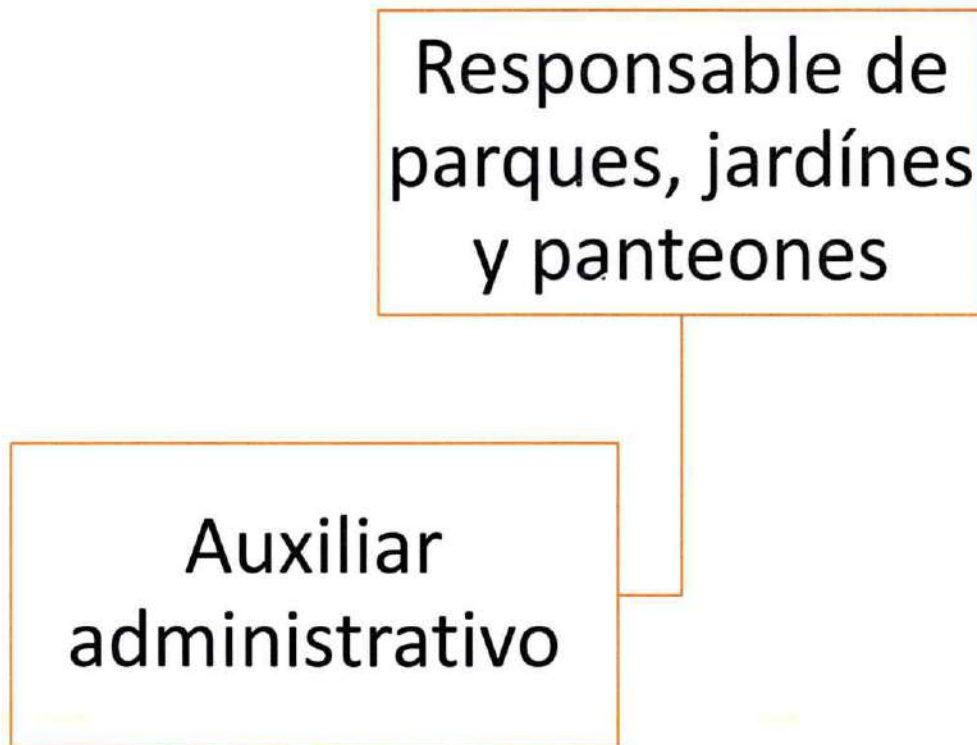 Responsable de
parques, jardínes
y panteones
Auxiliar
administrativo